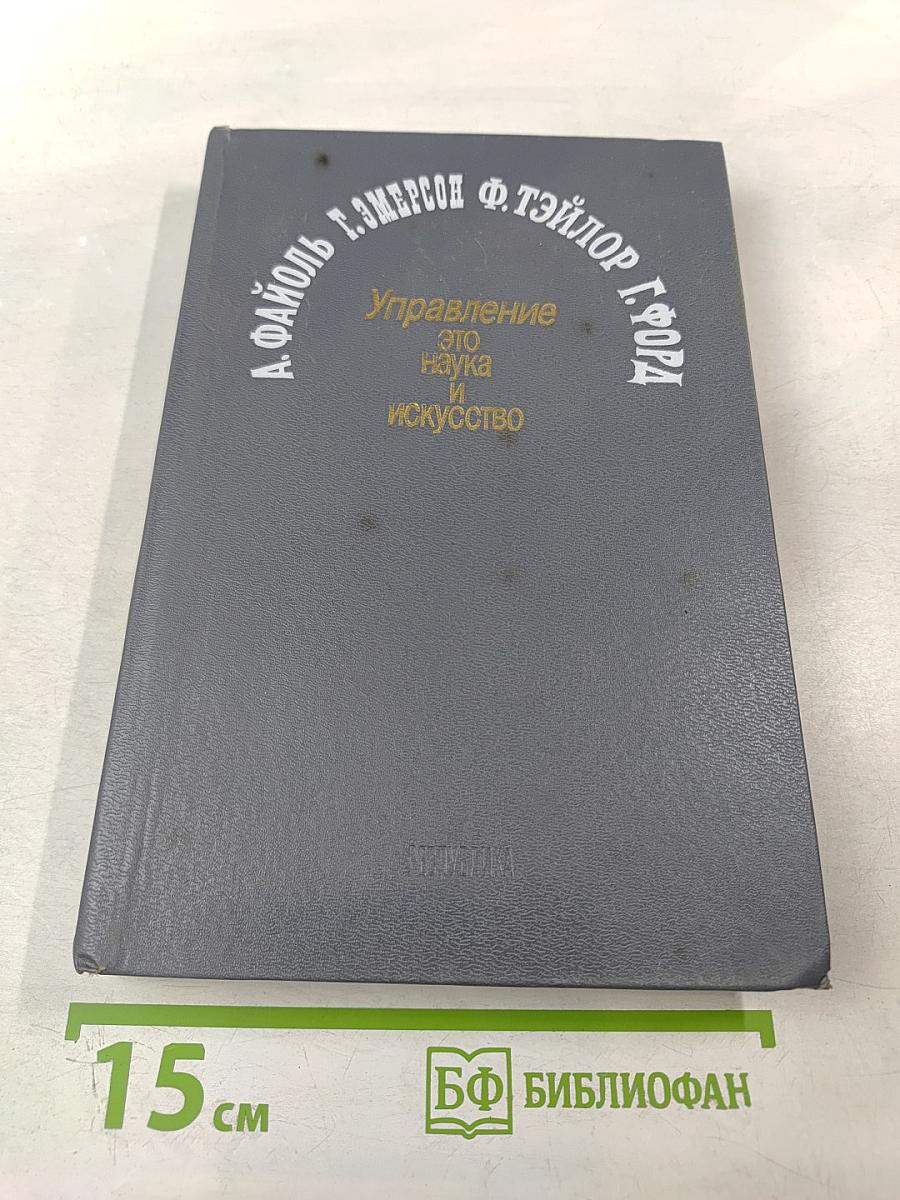 А. ФАЙОЛЬ Г. ЭМЕРСОН Ф. ТЭЙЛОР Г. ФОРД
Управление
это
наука
и
искусство
15 см
БФ БИБЛИОФАН